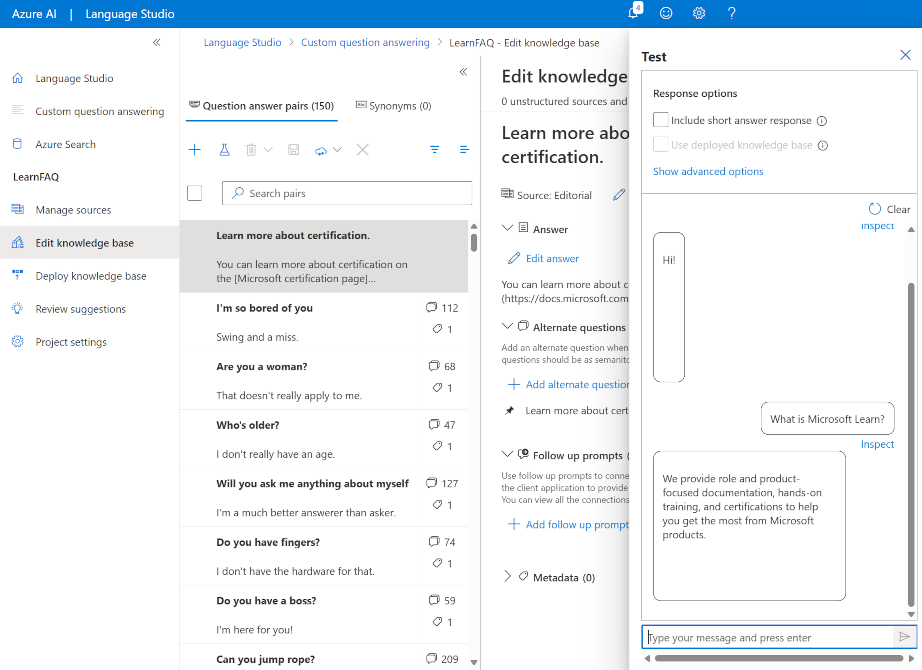 Azure AI | Language Studio
4
Language Studio > Custom question answering > LearnFAQ - Edit knowledge base
Language Studio
Custom question answering
Azure Search
LearnFAQ
Manage sources
Edit knowledge base
Deploy knowledge base
Review suggestions
Project settings
Question answer pairs (150)
Synonyms (0)
Search pairs
Learn more about certification.
You can learn more about certification on
the [Microsoft certification page]...
I'm so bored of you
112
Swing and a miss.
1
Are you a woman?
68
That doesn't really apply to me.
1
Who's older?
47
I don't really have an age.
1
Will you ask me anything about myself
127
I'm a much better answerer than asker.
1
Do you have fingers?
74
I don't have the hardware for that.
1
Do you have a boss?
59
I'm here for you!
1
Can you jump rope?
209
Edit knowledge
0 unstructured sources and
Learn more abo
certification.
Source: Editorial
Answer
Edit answer
You can learn more about c
(https://docs.microsoft.com
Alternate questions
Add an alternate question when
questions should be as semanti
Add alternate question
Learn more about cert
Follow up prompts (
Use follow up prompts to conne
the client application to provide
You can view all the connections
Add follow up prompt
Metadata (0)
Test
Response options
Include short answer response
Use deployed knowledge base
Show advanced options
Clear
Inspect
Hi!
What is Microsoft Learn?
Inspect
We provide role and product-
focused documentation, hands-on
training, and certifications to help
you get the most from Microsoft
products.
Type your message and press enter